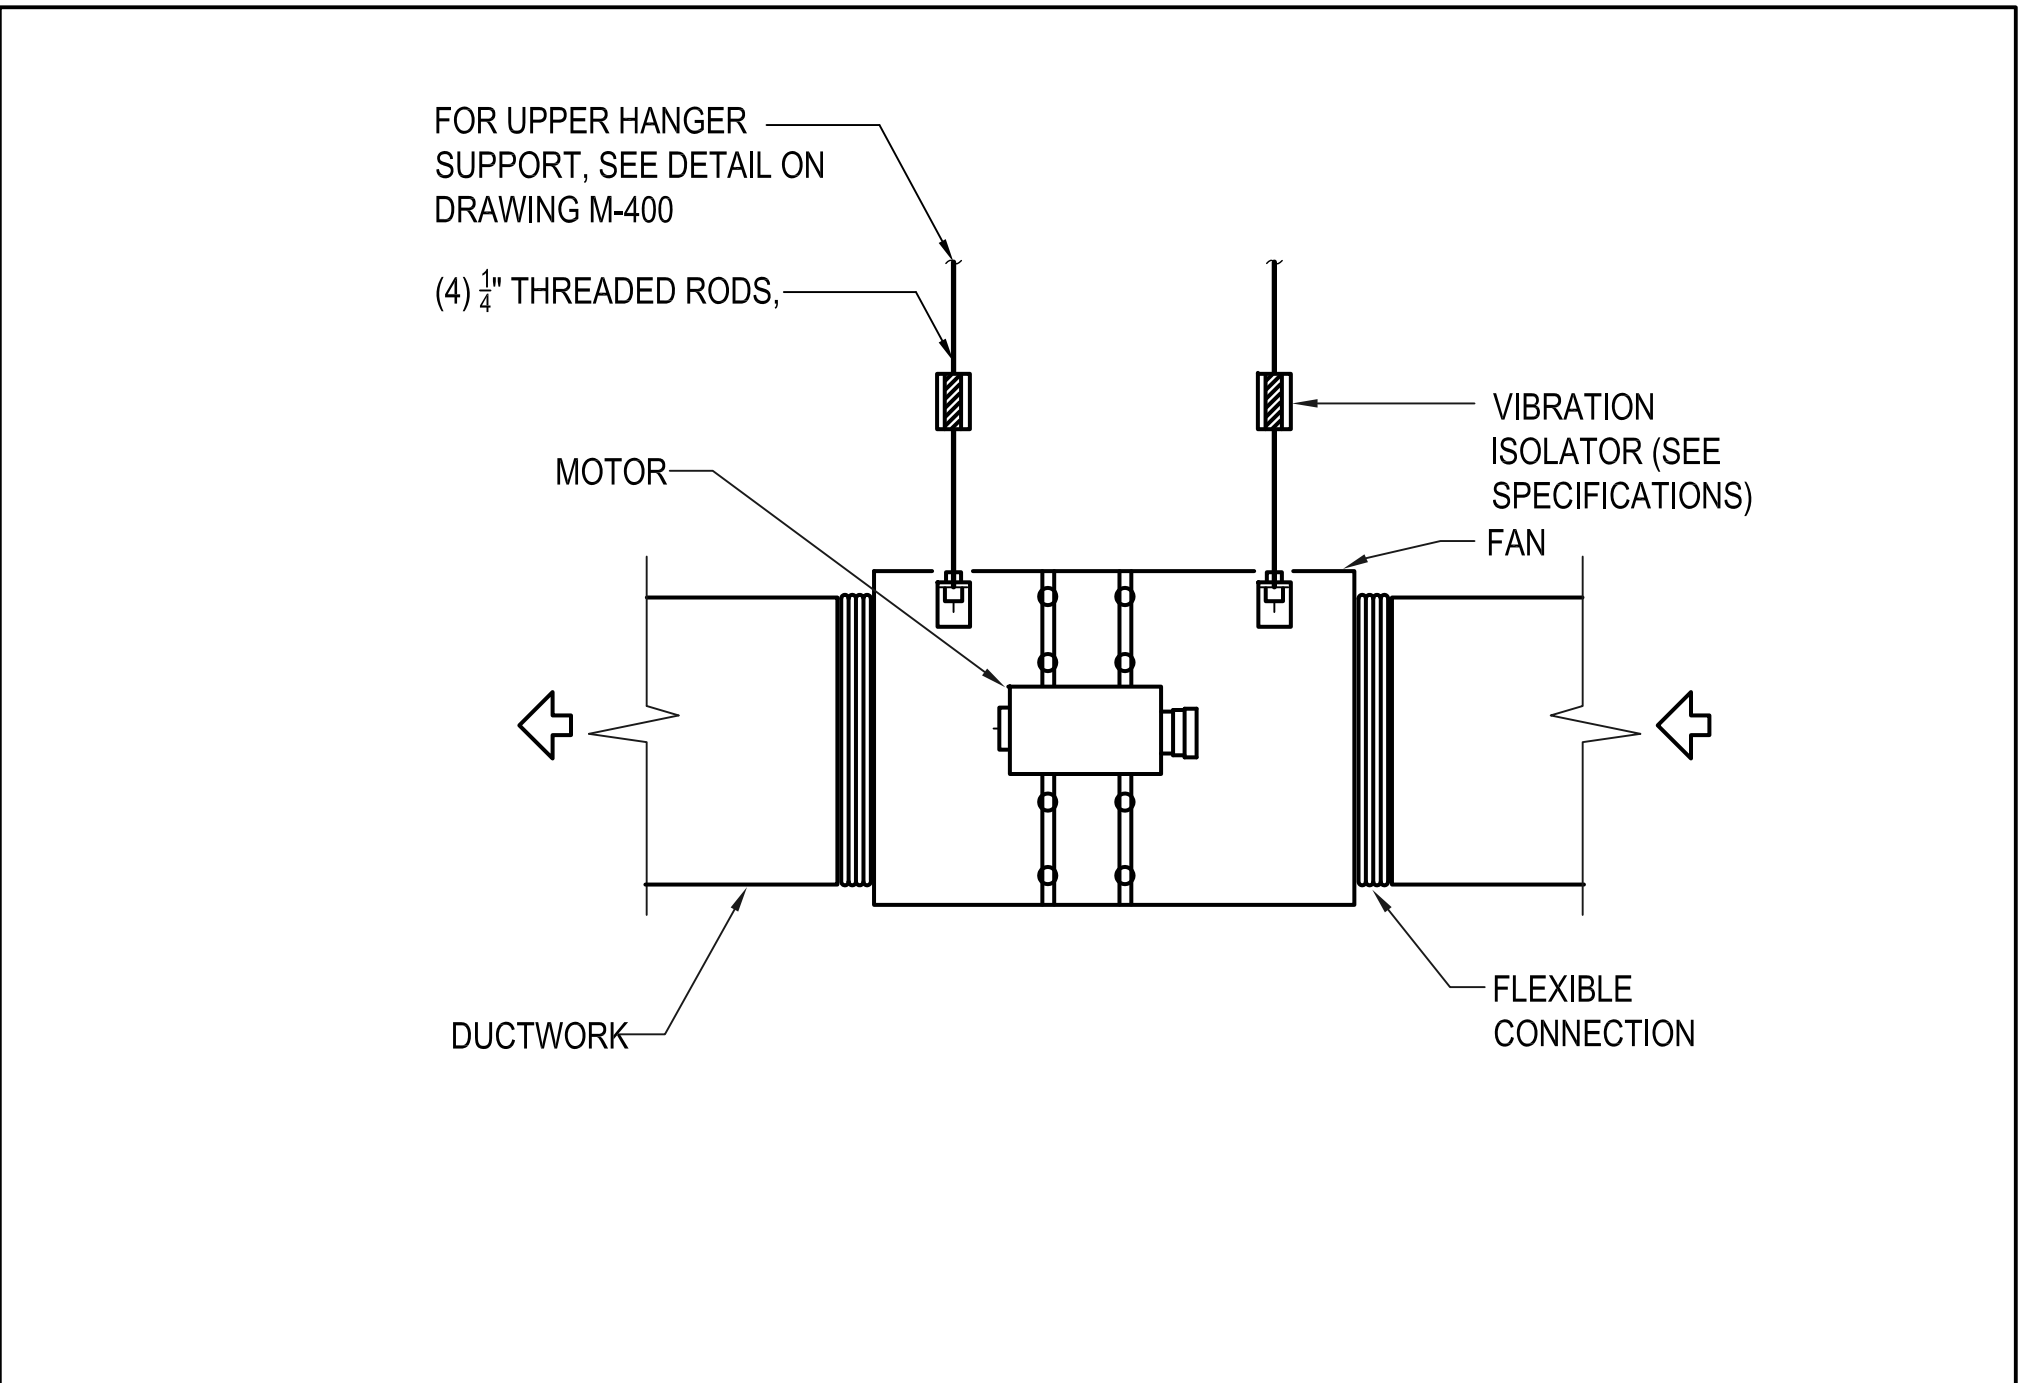 FOR UPPER HANGER
SUPPORT, SEE DETAIL ON
DRAWING M-400
(4) 1/4" THREADED RODS,
VIBRATION
ISOLATOR (SEE
SPECIFICATIONS)
MOTOR
FAN
FLEXIBLE
CONNECTION
DUCTWORK